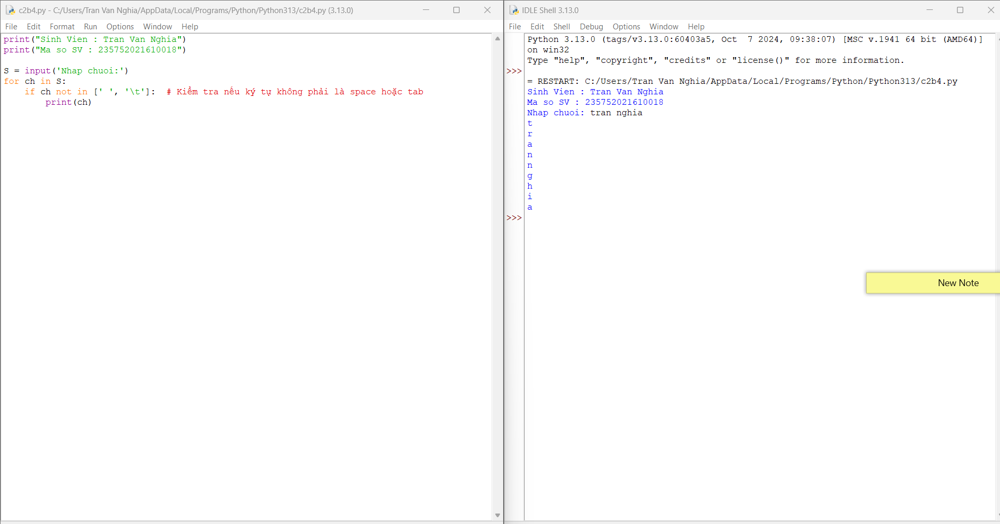 c2b4.py - C:/Users/Tran Van Nghia/AppData/Local/Programs/Python/Python313/c2b4.py (3.13.0)
File Edit Format Run Options Window Help
print("Sinh Vien : Tran Van Nghia")
print("Ma so SV : 235752021610018")
S = input('Nhap chuoi:')
for ch in S:
    if ch not in [' ', '\t']:  # Kiểm tra nếu ký tự không phải là space hoặc tab
        print(ch)
IDLE Shell 3.13.0
File Edit Shell Debug Options Window Help
Python 3.13.0 (tags/v3.13.0:60403a5, Oct  7 2024, 09:38:07) [MSC v.1941 64 bit (AMD64)]
on win32
Type "help", "copyright", "credits" or "license()" for more information.
>>>
= RESTART: C:/Users/Tran Van Nghia/AppData/Local/Programs/Python/Python313/c2b4.py
Sinh Vien : Tran Van Nghia
Ma so SV : 235752021610018
Nhap chuoi: tran nghia
t
r
a
n
n
g
h
i
a
>>>
New Note